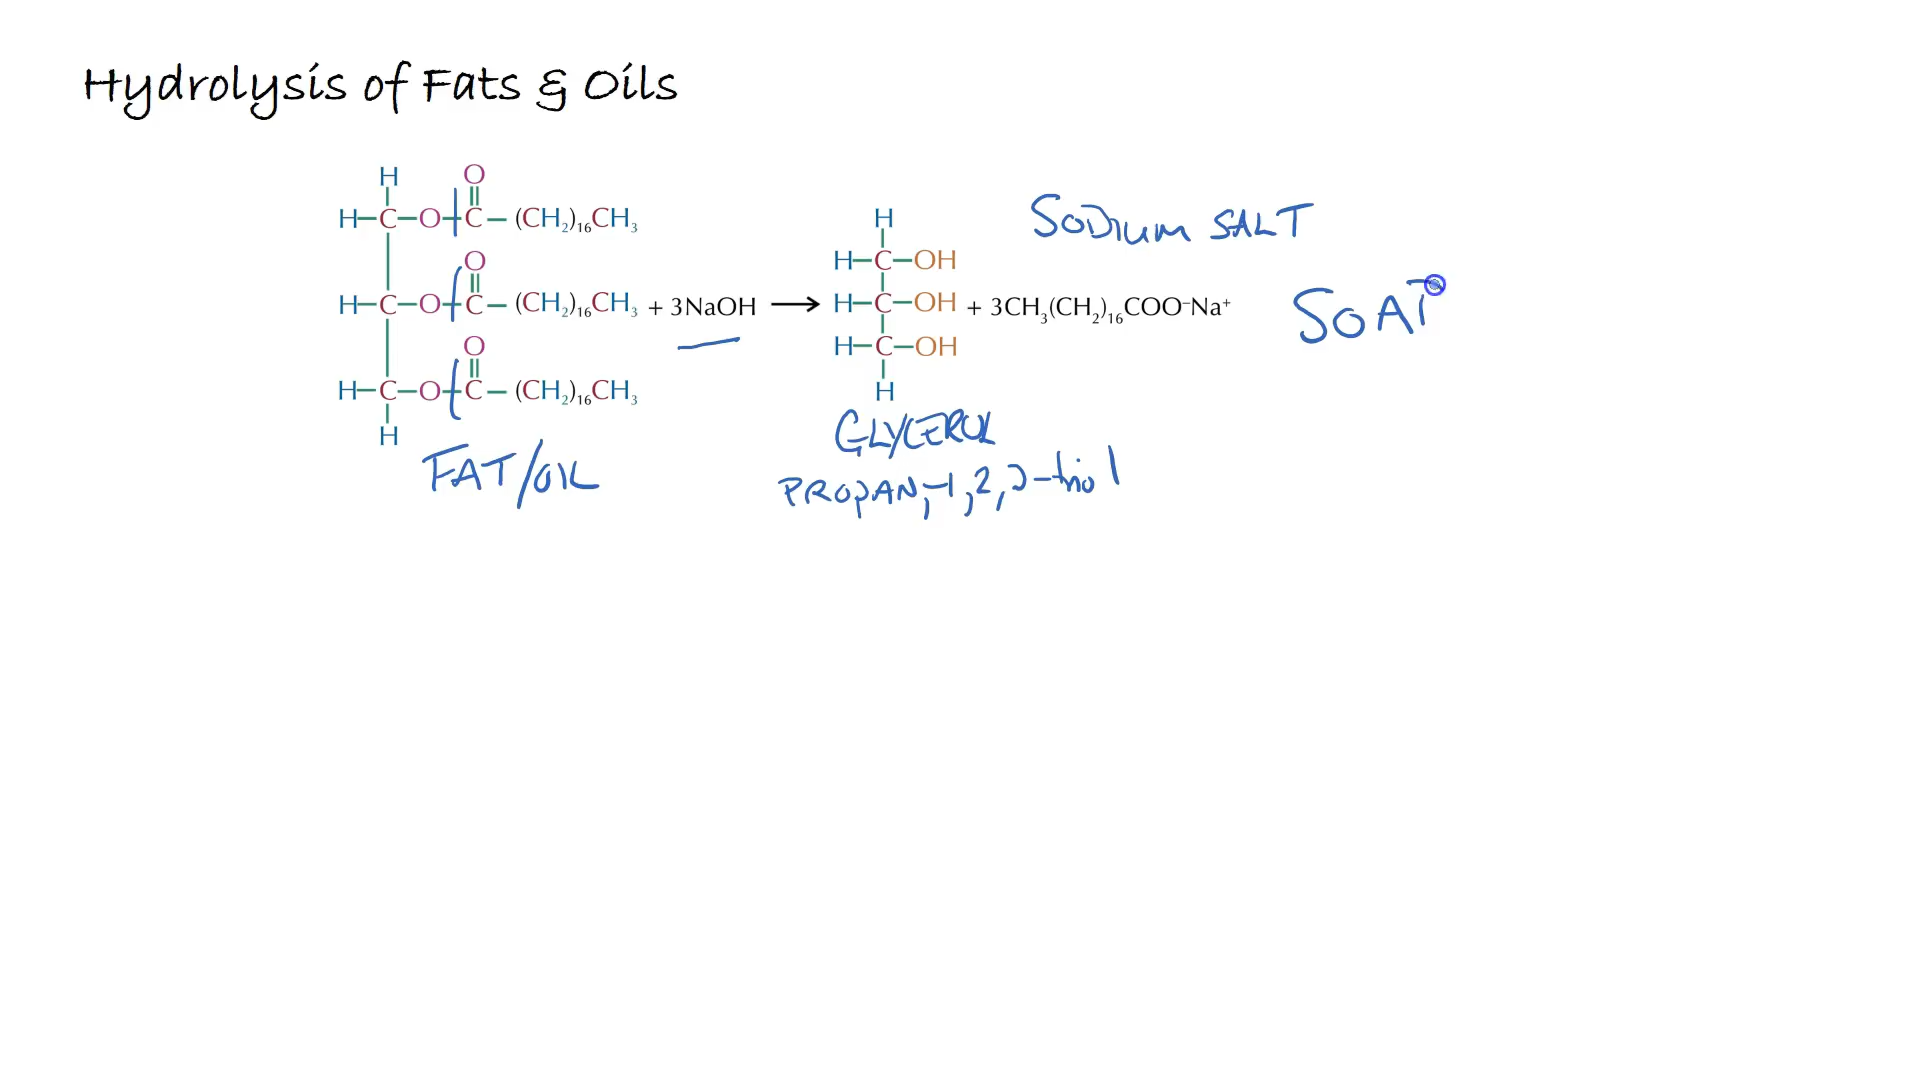 Hydrolysis of Fats & Oils
H O
H–C–O–C–(CH₂)₁₆CH₃
O
H–C–O–C–(CH₂)₁₆CH₃ + 3NaOH ⟶
O
H–C–O–C–(CH₂)₁₆CH₃
H
FAT/OIL
H
H–C–OH
H–C–OH + 3CH₃(CH₂)₁₆COO⁻Na⁺
H–C–OH
H
GLYCEROL
PROPAN,-1,2,3-triol
SODIUM SALT
SOAP